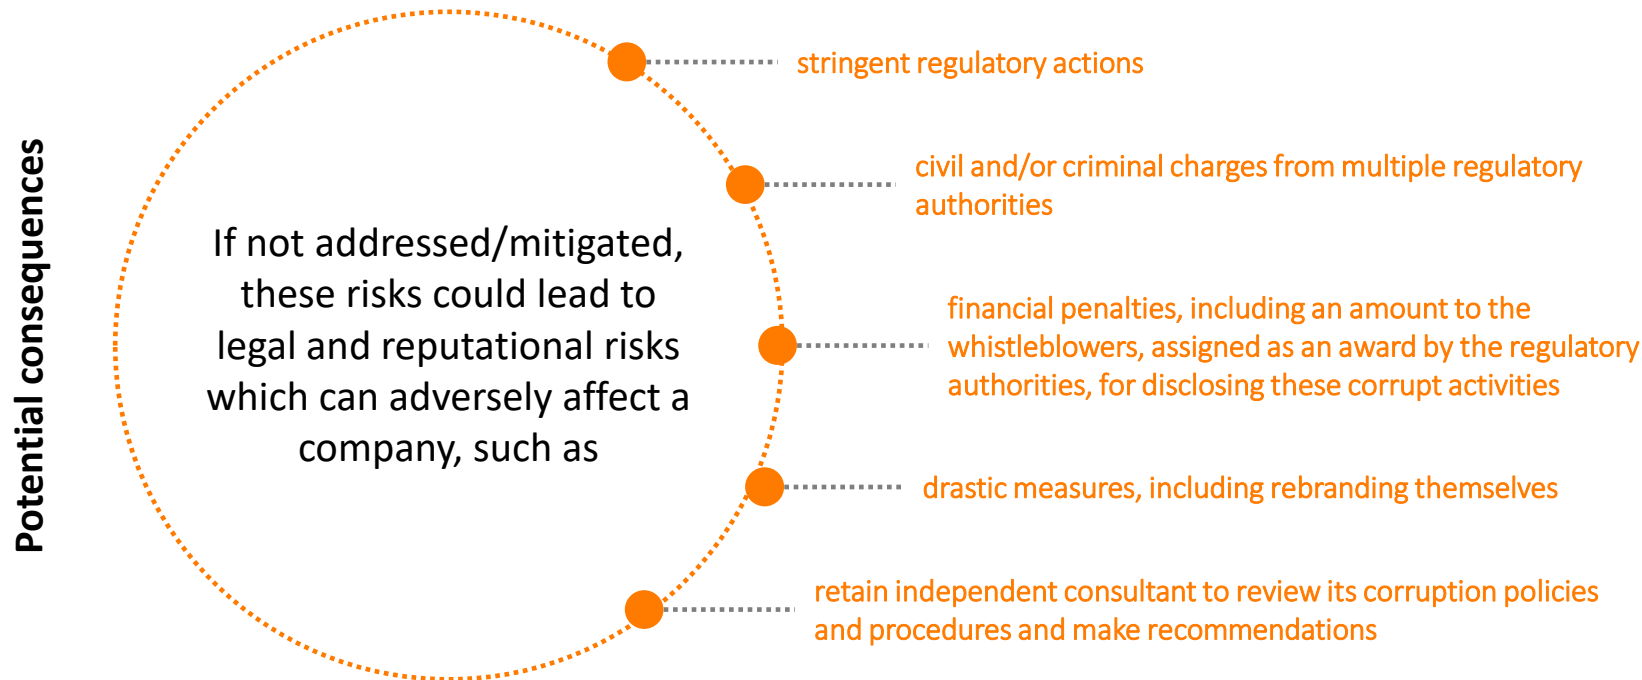 Potential consequences
If not addressed/mitigated,
these risks could lead to
legal and reputational risks
which can adversely affect a
company, such as
stringent regulatory actions
civil and/or criminal charges from multiple regulatory
authorities
financial penalties, including an amount to the
whistleblowers, assigned as an award by the regulatory
authorities, for disclosing these corrupt activities
drastic measures, including rebranding themselves
retain independent consultant to review its corruption policies
and procedures and make recommendations